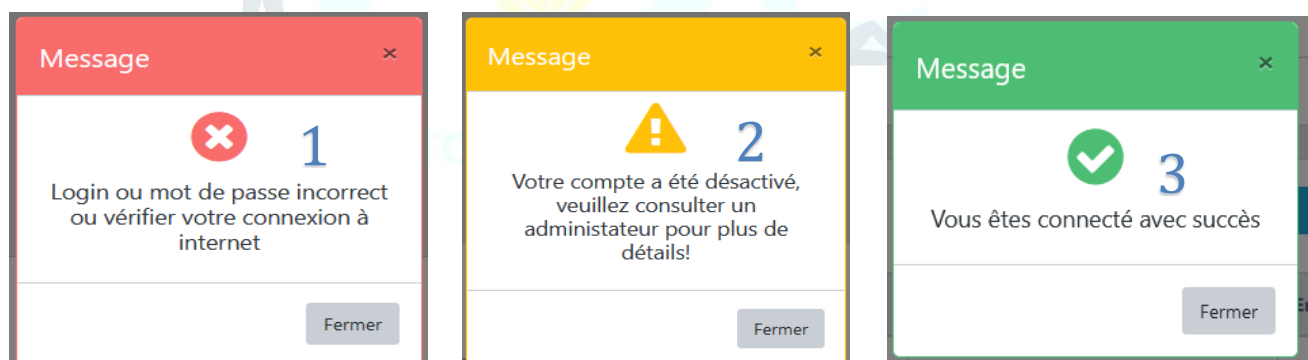 Message ×
1
Login ou mot de passe incorrect
ou vérifier votre connexion à
internet
Fermer
Message ×
2
Votre compte a été désactivé,
veuillez consulter un
administateur pour plus de
détails!
Fermer
Message ×
3
Vous êtes connecté avec succès
Fermer